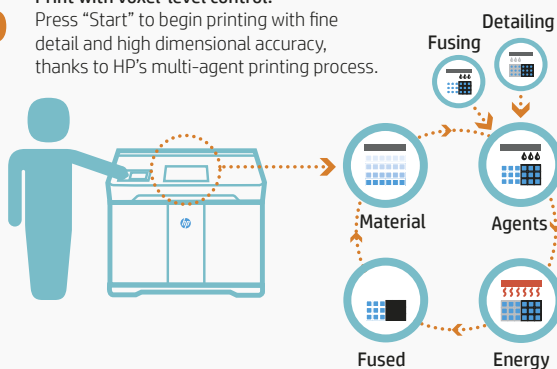 Print with voxel-level control:
Press “Start” to begin printing with fine
detail and high dimensional accuracy,
thanks to HP’s multi-agent printing process.
Detailing
Fusing
Material
Agents
Fused
Energy
hp